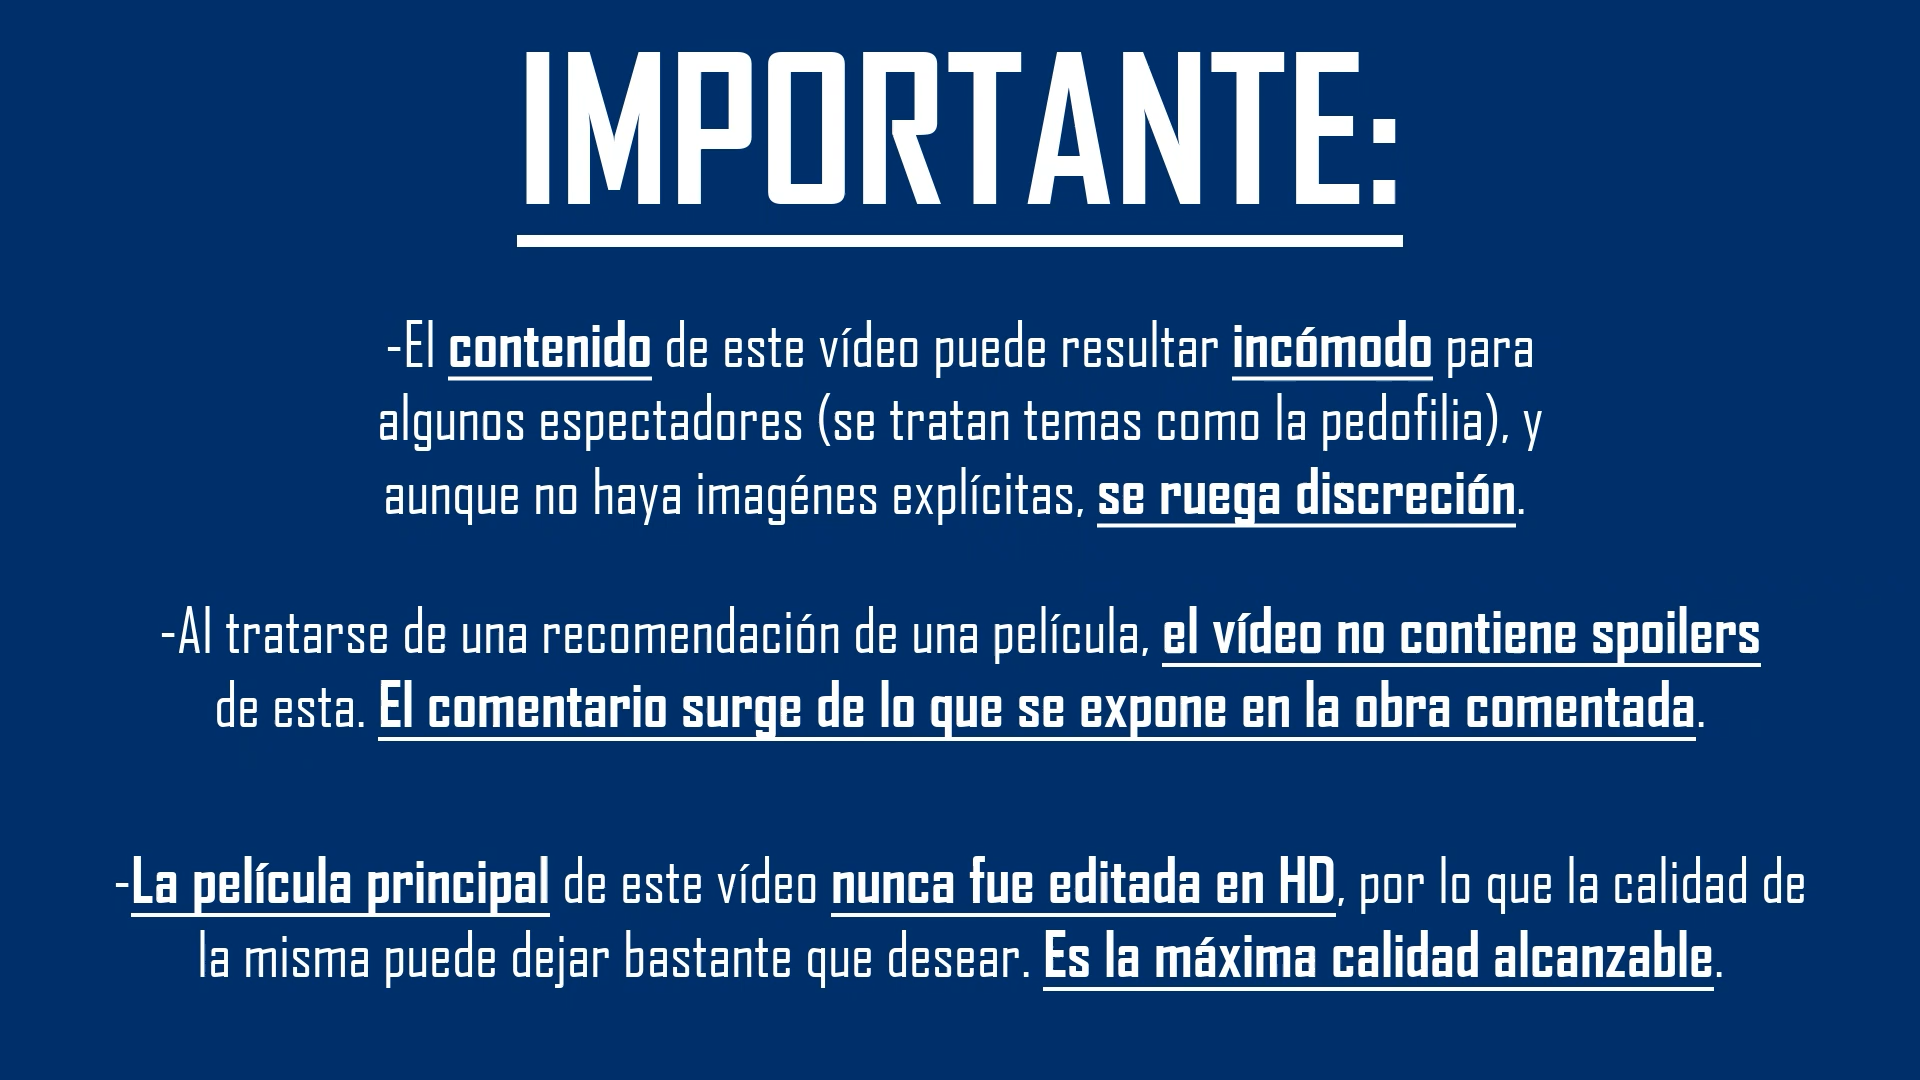 IMPORTANTE:
-El contenido de este vídeo puede resultar incómodo para
algunos espectadores (se tratan temas como la pedofilia), y
aunque no haya imagénes explícitas, se ruega discreción.
-Al tratarse de una recomendación de una película, el vídeo no contiene spoilers
de esta. El comentario surge de lo que se expone en la obra comentada.
-La película principal de este vídeo nunca fue editada en HD, por lo que la calidad de
la misma puede dejar bastante que desear. Es la máxima calidad alcanzable.